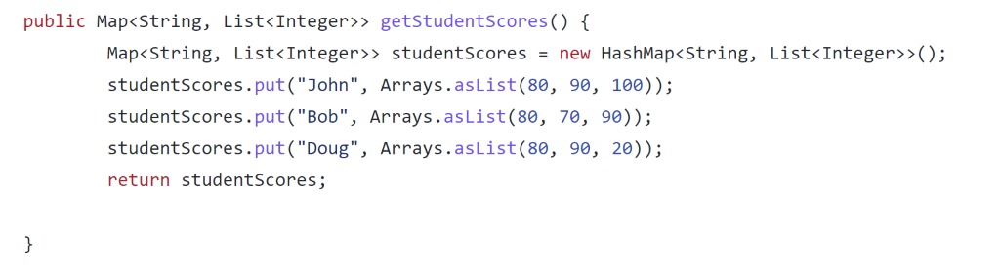 public Map<String, List<Integer>> getStudentScores() {
        Map<String, List<Integer>> studentScores = new HashMap<String, List<Integer>>();
        studentScores.put("John", Arrays.asList(80, 90, 100));
        studentScores.put("Bob", Arrays.asList(80, 70, 90));
        studentScores.put("Doug", Arrays.asList(80, 90, 20));
        return studentScores;

}